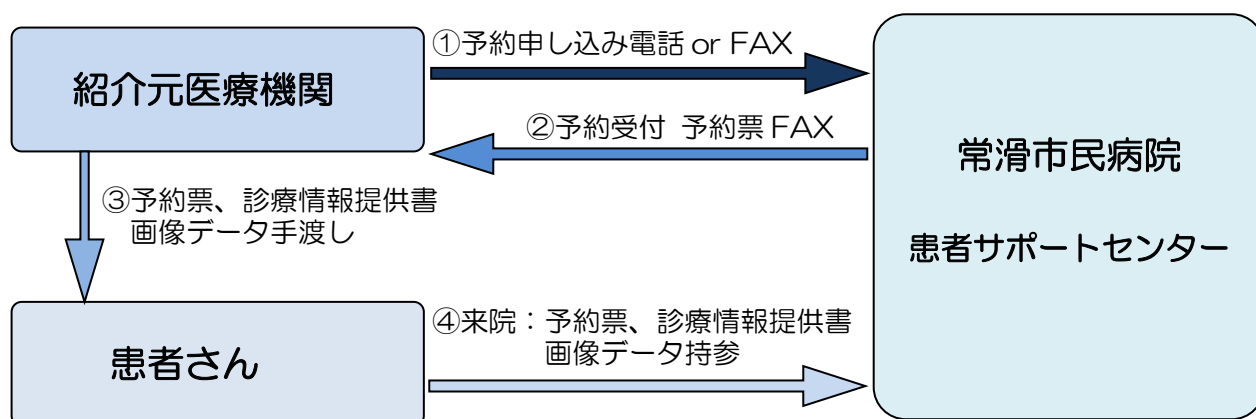 ①予約申し込み電話 or FAX
紹介元医療機関
②予約受付 予約票 FAX
常滑市民病院
患者サポートセンター
③予約票、診療情報提供書
画像データ手渡し
④来院：予約票、診療情報提供書
画像データ持参
患者さん